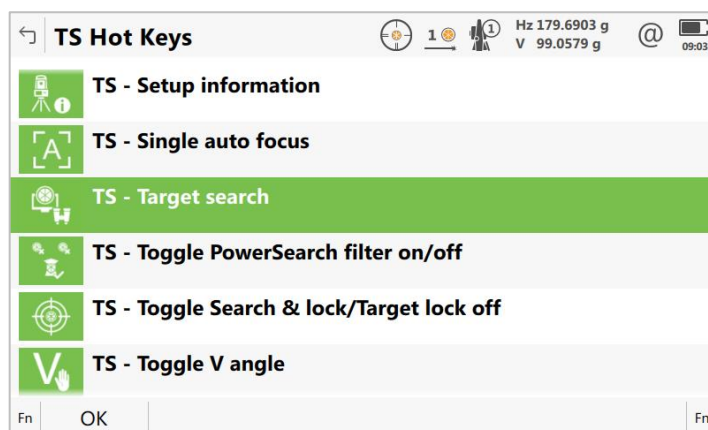 TS Hot Keys
1
1
Hz 179.6903 g
V 99.0579 g
@
09:03
TS - Setup information
A
TS - Single auto focus
TS - Target search
TS - Toggle PowerSearch filter on/off
TS - Toggle Search & lock/Target lock off
V
TS - Toggle V angle
Fn
OK
Fn